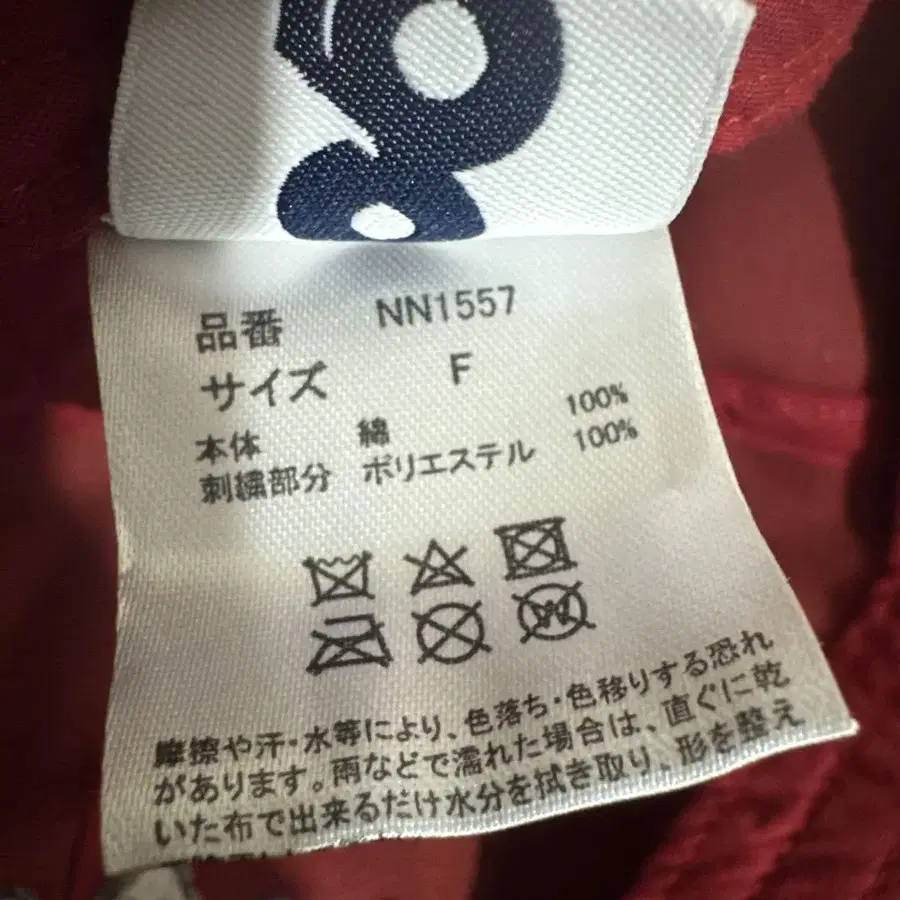 品番 NN1557
サイズ F
本体 綿 100%
刺繍部分 ポリエステル 100%
摩擦や汗・水等により、色落ち・色移りする恐れ
があります。雨などで濡れた場合は、直ぐに乾
いた布で出来るだけ水分を拭き取り、形を整え